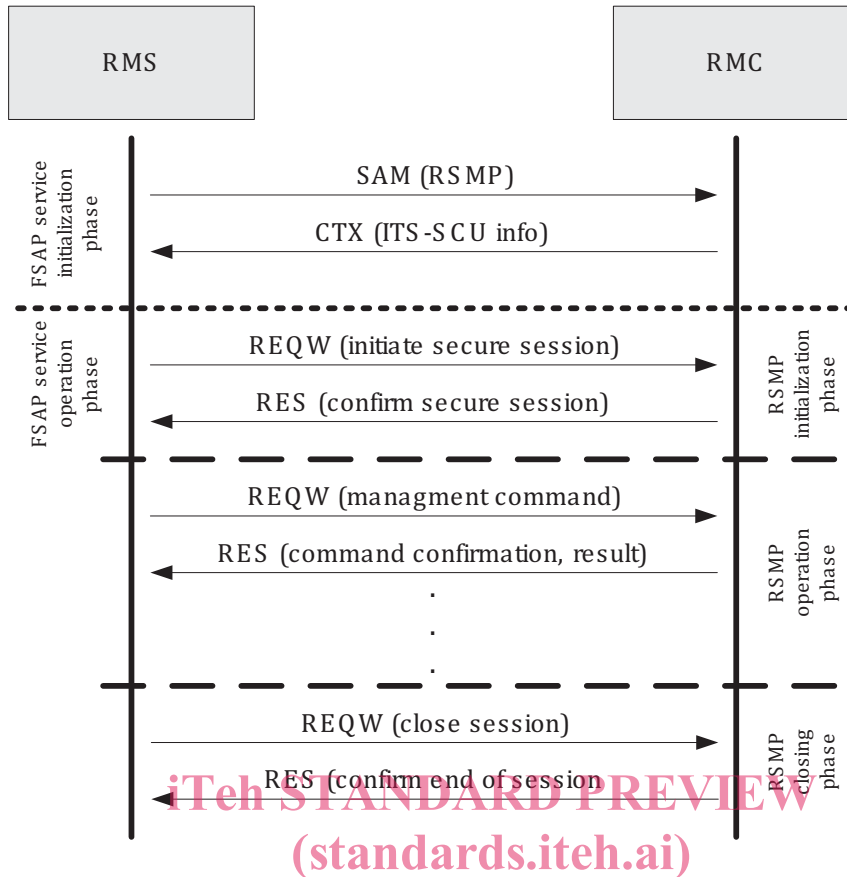 RMS
RMC
SAM (RSMP)
CTX (ITS-SCU info)
FSAP service
initialization
phase
REQW (initiate secure session)
RES (confirm secure session)
FSAP service
operation
phase
RSMP
initialization
phase
REQW (managment command)
RES (command confirmation, result)
.
.
.
RSMP
operation
phase
REQW (close session)
RES (confirm end of session
RSMP
closing
phase
iTeh STANDARD PREVIEW
(standards.iteh.ai)